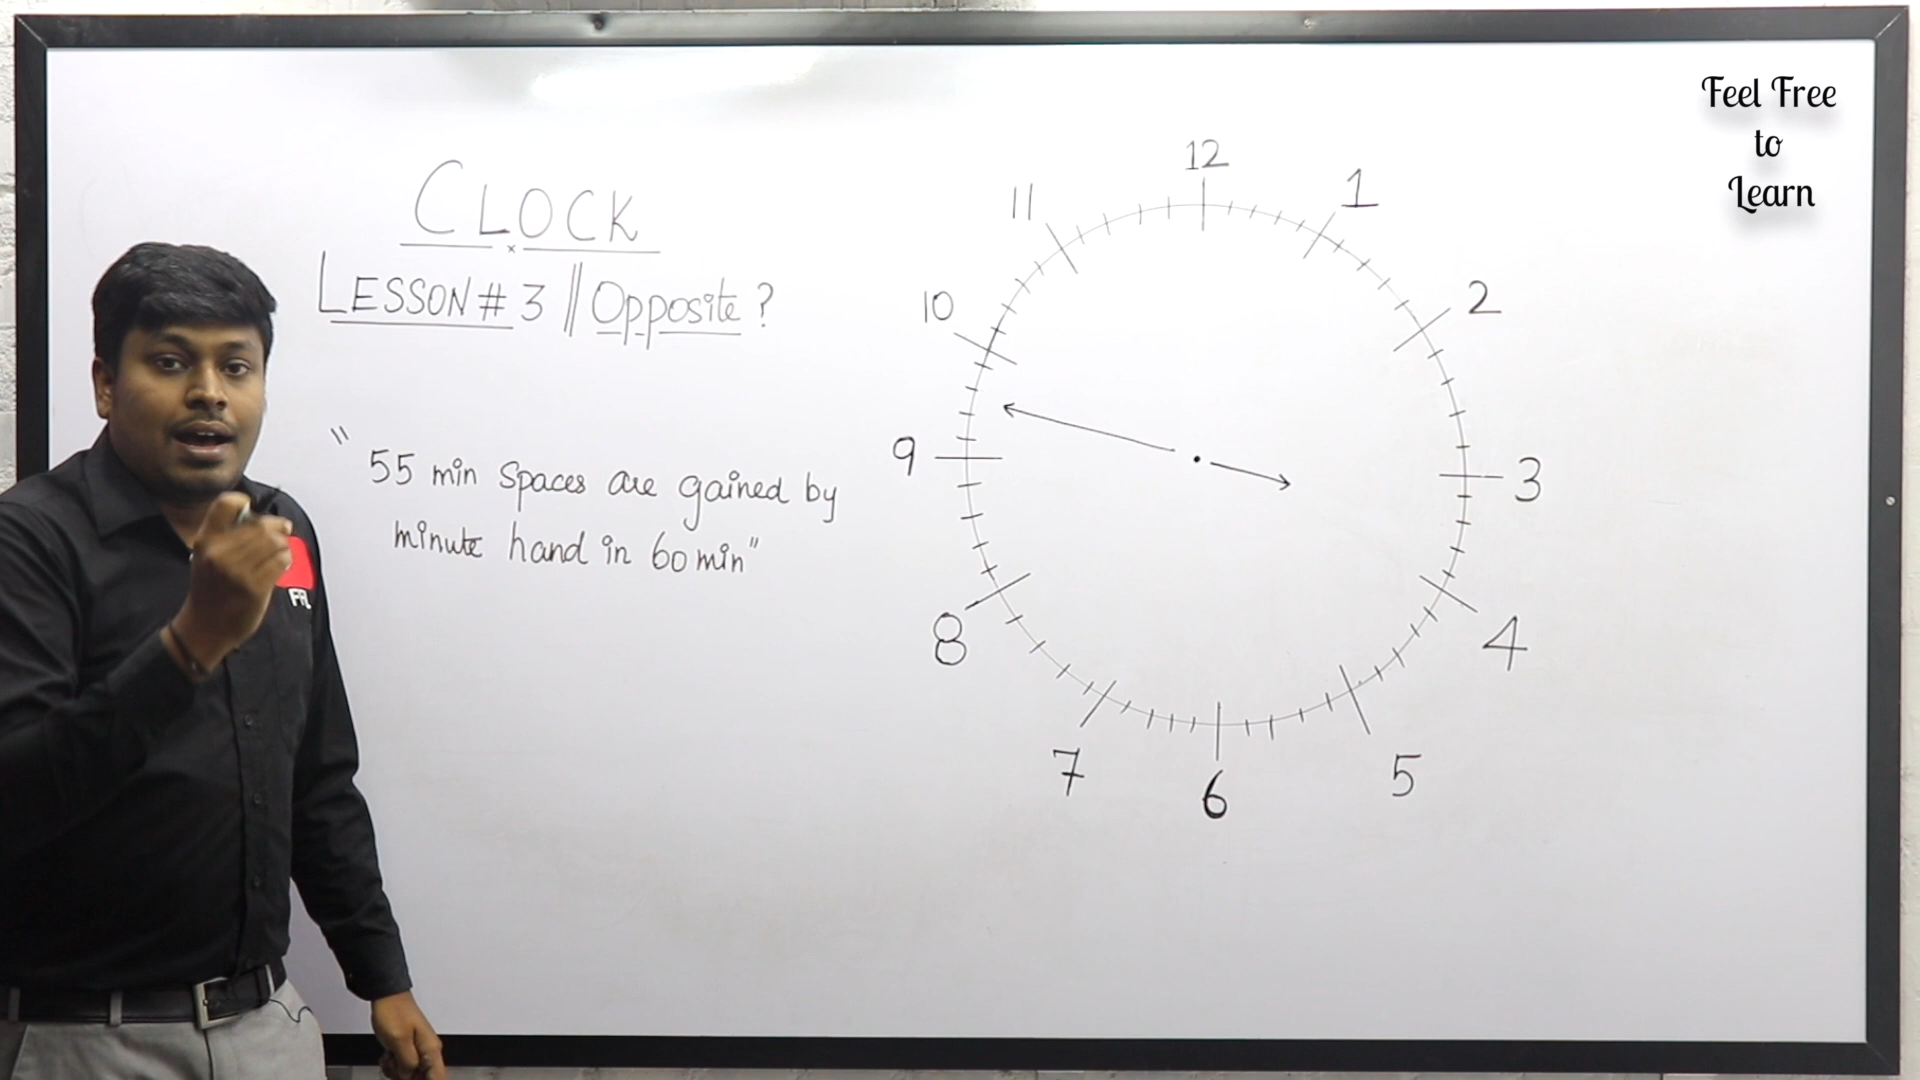 CLOCK
LESSON # 3 || Opposite ?
"55 min spaces are gained by
minute hand in 60 min"
12
1
2
3
4
5
6
7
8
9
10
11
Feel Free
to
Learn